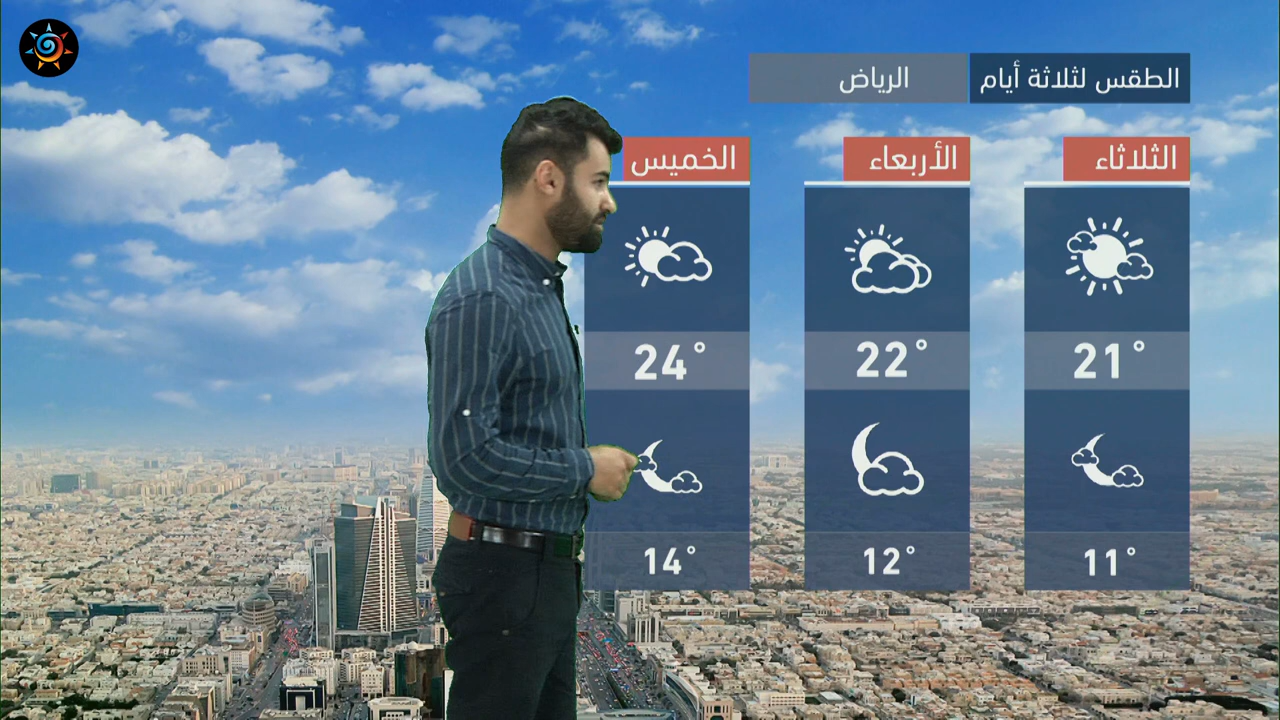 الطقس لثلاثة أيام
الرياض
الثلاثاء
الأربعاء
الخميس
21°
22°
24°
11°
12°
14°